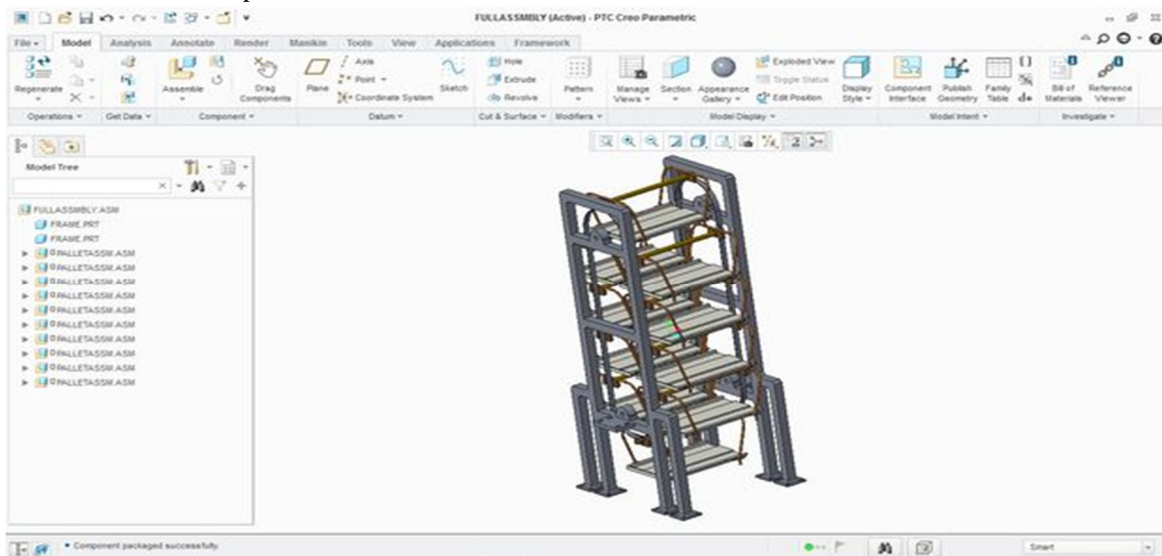 FULLASSMBLY (Active) - PTC Creo Parametric
File Model Analysis Annotate Render Manikin Tools View Applications Framework
Regenerate
Assemble
Drag
Components
Plane
Axis
Point
Coordinate System
Sketch
Hole
Extrude
Revolve
Pattern
Manage
Views
Section
Appearance
Gallery
Exploded View
Toggle Status
Edit Position
Display
Style
Component
Interface
Publish
Geometry
Family
Table
d=
Bill of
Materials
Reference
Viewer
Operations Get Data Component Datum Cut & Surface Modifiers Model Display Model Intent Investigate
Model Tree
FULLASSMBLY.ASM
FRAME.PRT
FRAME.PRT
PALLETASSM.ASM
PALLETASSM.ASM
PALLETASSM.ASM
PALLETASSM.ASM
PALLETASSM.ASM
PALLETASSM.ASM
PALLETASSM.ASM
PALLETASSM.ASM
PALLETASSM.ASM
PALLETASSM.ASM
Component packaged successfully.
Smart